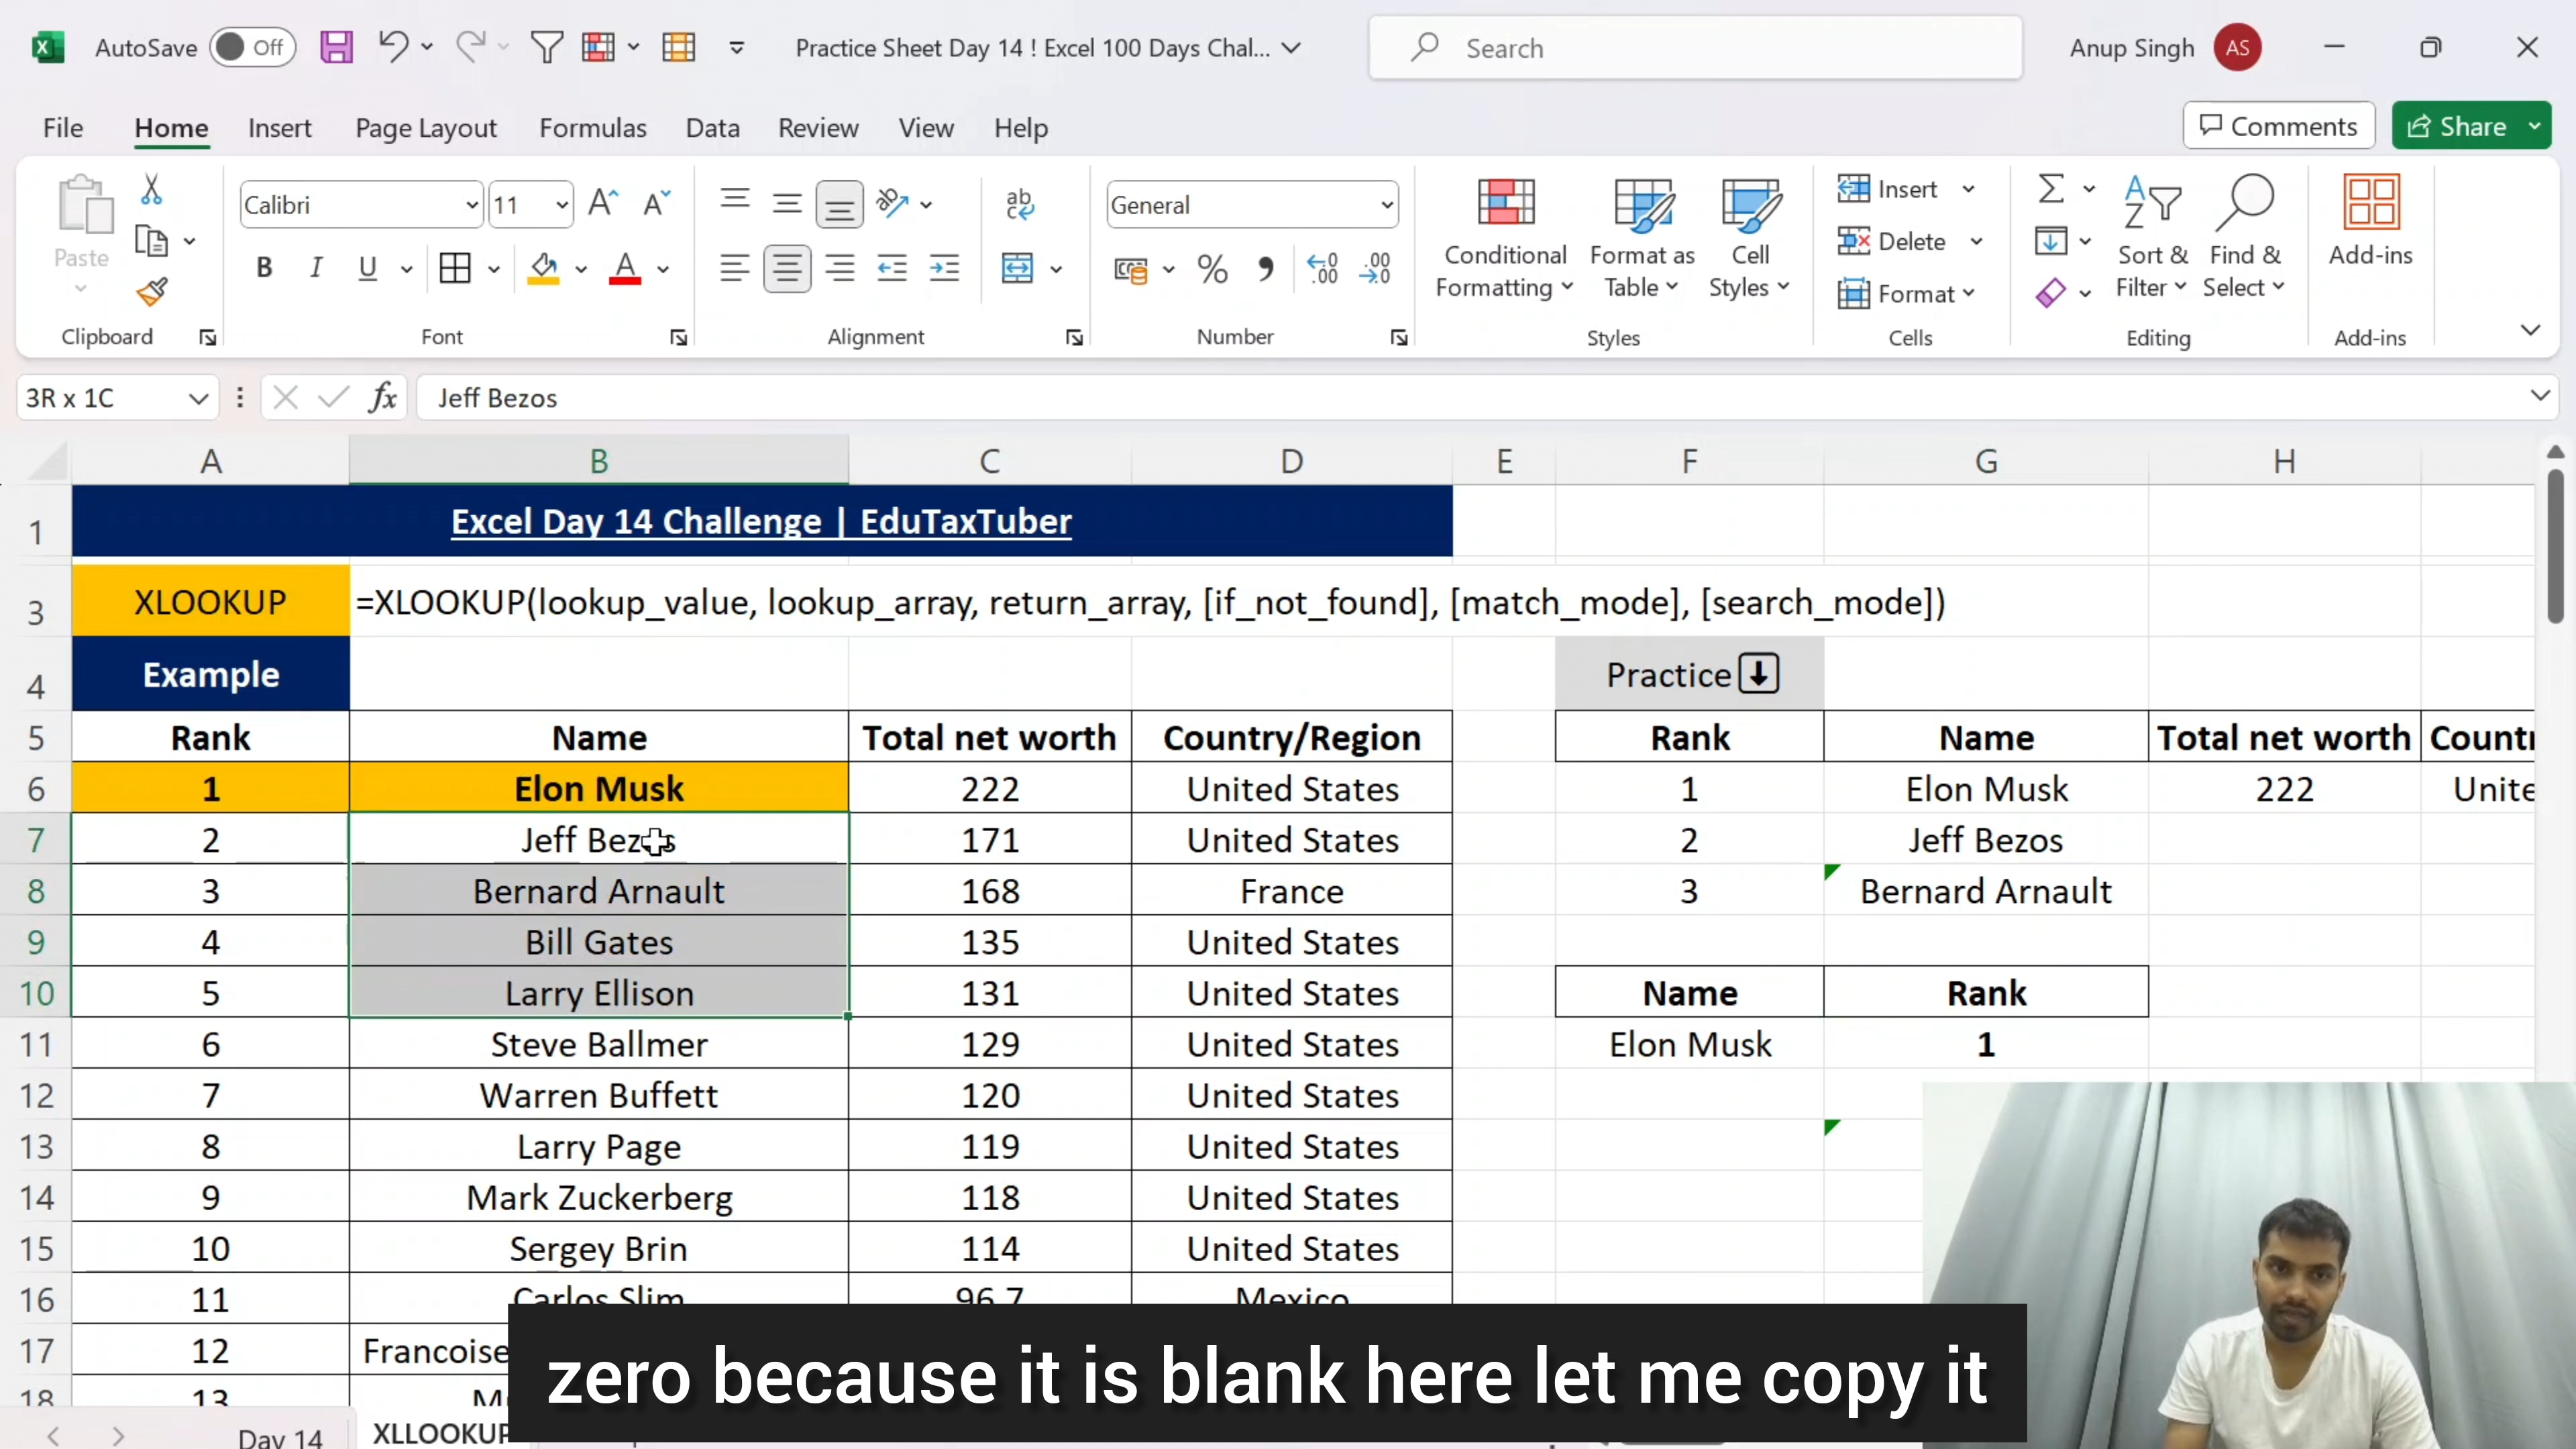 AutoSave Off Practice Sheet Day 14 ! Excel 100 Days Chal... Search Anup Singh AS
File Home Insert Page Layout Formulas Data Review View Help Comments Share
Calibri 11 General Insert
Paste B I U % Conditional Formatting Format as Table Cell Styles Delete Sort & Filter Find & Select Add-ins
Format
Clipboard Font Alignment Number Styles Cells Editing Add-ins
3R x 1C fx Jeff Bezos
A B C D E F G H
1 Excel Day 14 Challenge | EduTaxTuber
3 XLOOKUP =XLOOKUP(lookup_value, lookup_array, return_array, [if_not_found], [match_mode], [search_mode])
4 Example Practice
5 Rank Name Total net worth Country/Region Rank Name Total net worth Countr
6 1 Elon Musk 222 United States 1 Elon Musk 222 Unite
7 2 Jeff Bezos 171 United States 2 Jeff Bezos
8 3 Bernard Arnault 168 France 3 Bernard Arnault
9 4 Bill Gates 135 United States
10 5 Larry Ellison 131 United States Name Rank
11 6 Steve Ballmer 129 United States Elon Musk 1
12 7 Warren Buffett 120 United States
13 8 Larry Page 119 United States
14 9 Mark Zuckerberg 118 United States
15 10 Sergey Brin 114 United States
16 11 Carlos Slim 96.7 Mexico
17 12 Francoise
18 13 M
zero because it is blank here let me copy it
Day 14 XLLOOKUP